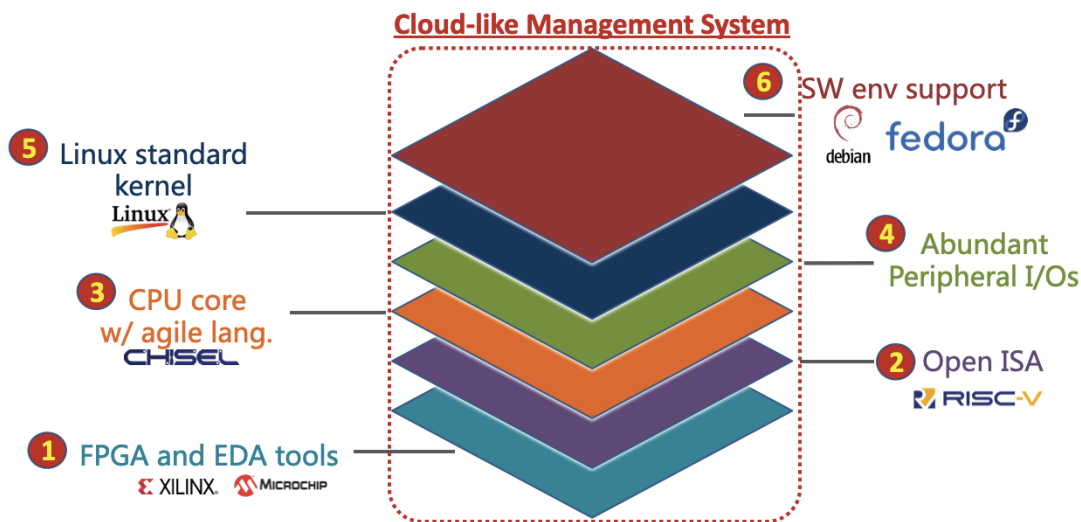 Cloud-like Management System
6 SW env support
debian fedora
5 Linux standard
kernel
Linux
4 Abundant
Peripheral I/Os
3 CPU core
w/ agile lang.
CHISEL
2 Open ISA
RISC-V
1 FPGA and EDA tools
XILINX® MICROCHIP